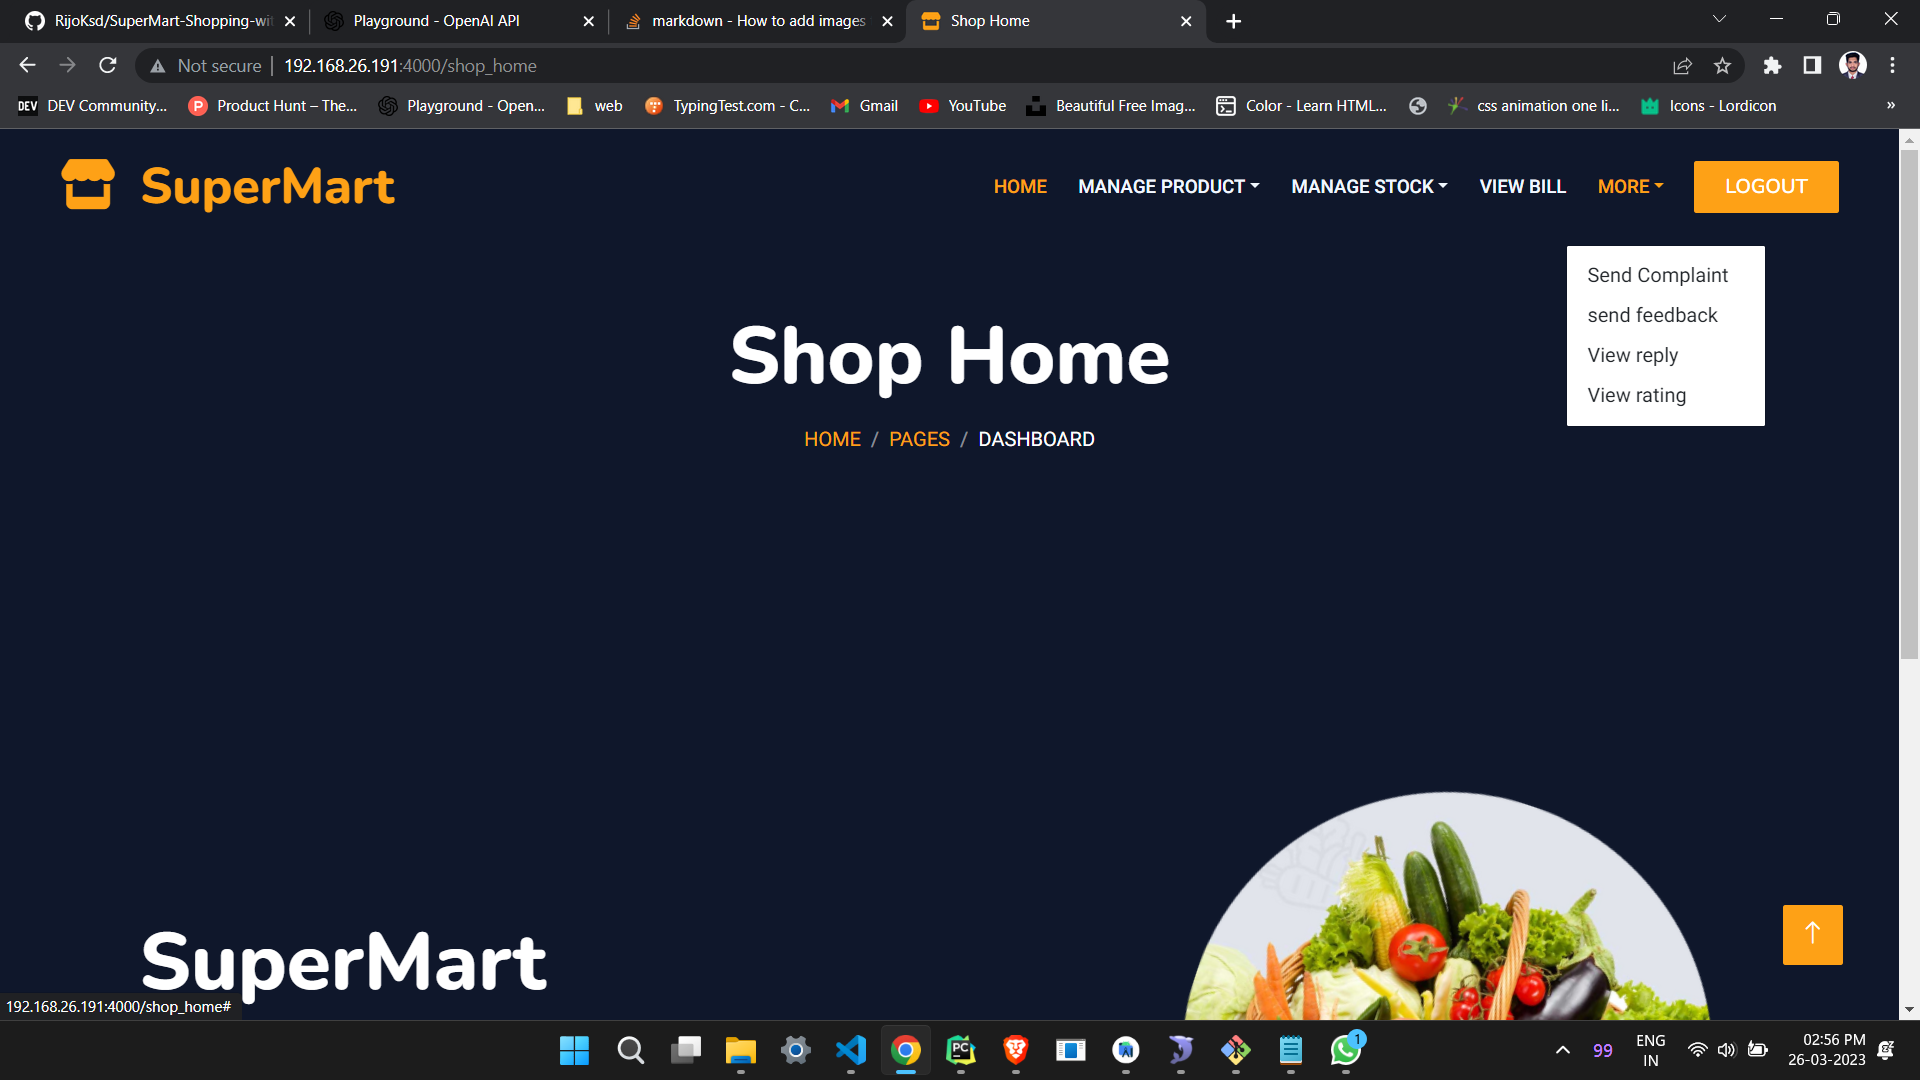 RijoKsd/SuperMart-Shopping-wit
Playground - OpenAI API
markdown - How to add images
Shop Home
Not secure
192.168.26.191:4000/shop_home
DEV
DEV Community...
Product Hunt – The...
Playground - Open...
web
TypingTest.com - C...
Gmail
YouTube
Beautiful Free Imag...
Color - Learn HTML...
css animation one li...
Icons - Lordicon
»
SuperMart
HOME
MANAGE PRODUCT
MANAGE STOCK
VIEW BILL
MORE
LOGOUT
Send Complaint
send feedback
View reply
View rating
Shop Home
HOME / PAGES / DASHBOARD
SuperMart
192.168.26.191:4000/shop_home#
PC
1
99
ENG
IN
02:56 PM
26-03-2023